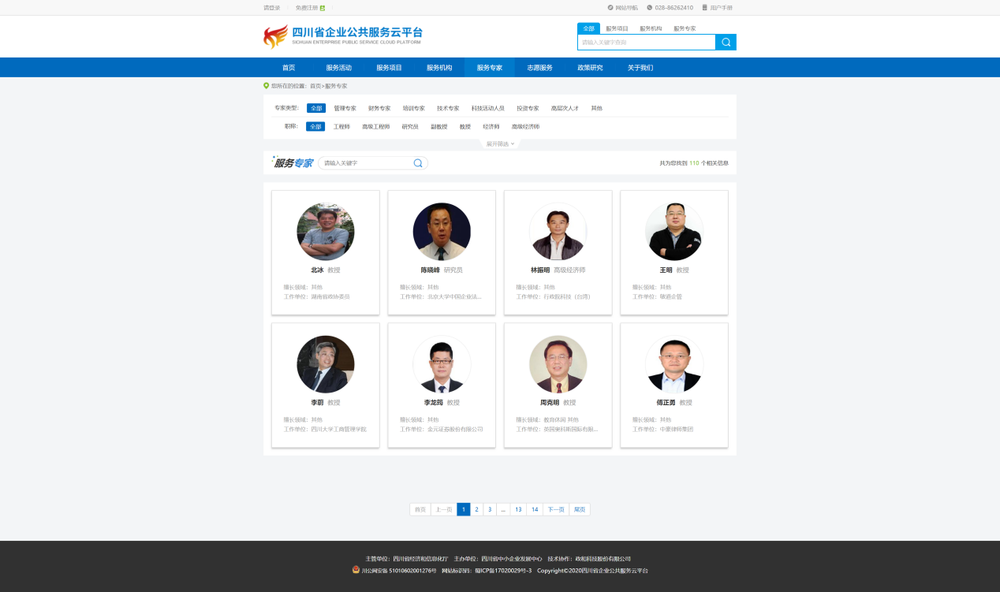 请登录 免费注册
网站导航 028-86262410 用户手册
四川省企业公共服务云平台
SICHUAN ENTERPRISE PUBLIC SERVICE CLOUD PLATFORM
全部 服务项目 服务机构 服务专家
请输入关键字查询
首页 服务活动 服务项目 服务机构 服务专家 志愿服务 政策研究 关于我们
您所在的位置：首页>服务专家
专家类型： 全部 管理专家 财务专家 培训专家 技术专家 科技活动人员 投资专家 高层次人才 其他
职称： 全部 工程师 高级工程师 研究员 副教授 教授 经济师 高级经济师
展开筛选
服务专家 请输入关键字 共为您找到 110 个相关信息
北冰 教授
擅长领域：其他
工作单位：湖南省政协委员
陈晓峰 研究员
擅长领域：其他
工作单位：北京大学中国企业法...
林振明 高级经济师
擅长领域：其他
工作单位：行政院科技（台湾）
王明 教授
擅长领域：其他
工作单位：敏道企管
李蔚 教授
擅长领域：其他
工作单位：四川大学工商管理学院
李龙筠 教授
擅长领域：其他
工作单位：金元证券股份有限公司
周克明 教授
擅长领域：教育休闲 其他
工作单位：英国奥科斯国际有限...
傅正勇 教授
擅长领域：其他
工作单位：中豪律师集团
首页 上一页 1 2 3 ... 13 14 下一页 尾页
主管单位：四川省经济和信息化厅 主办单位：四川省中小企业发展中心 技术协作：政和科技股份有限公司
川公网安备 51010602001276号 网站标识码：蜀ICP备17020029号-3 Copyright©2020四川省企业公共服务云平台